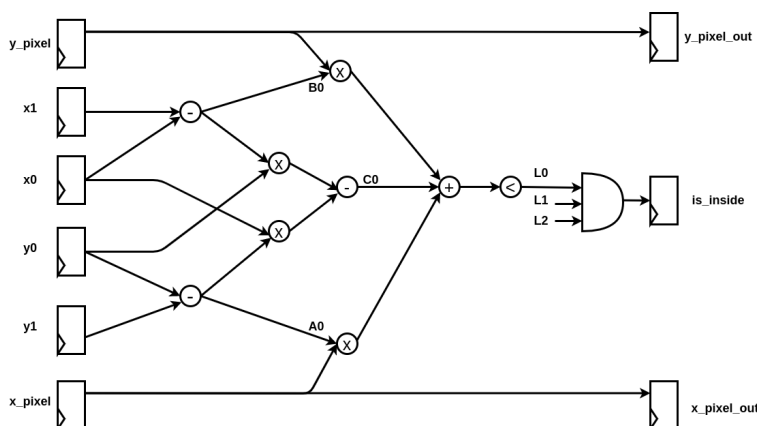 y_pixel
y_pixel_out
x
B0
x1
-
x
x0
-
C0
+
<
L0
L1
L2
is_inside
x
y0
-
y1
A0
x
x_pixel
x_pixel_out